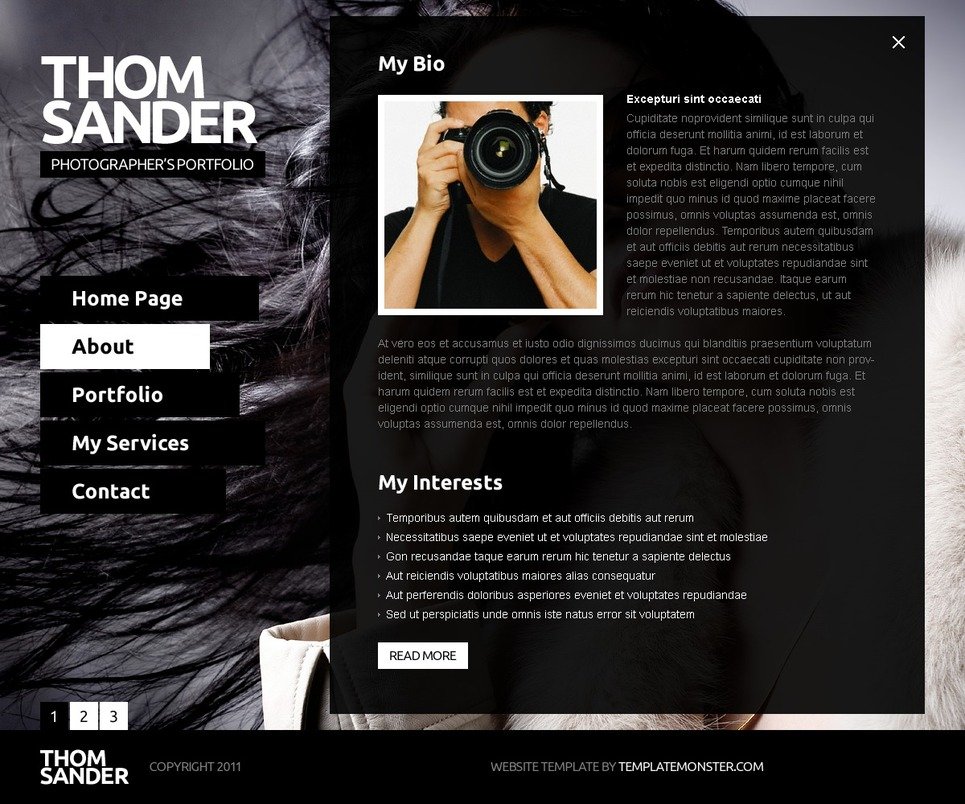 THOM
SANDER
PHOTOGRAPHER'S PORTFOLIO
Home Page
About
Portfolio
My Services
Contact
My Bio
Excepturi sint occaecati
Cupiditate noprovident similique sunt in culpa qui
officia deserunt mollitia animi, id est laborum et
dolorum fuga. Et harum quidem rerum facilis est
et expedita distinctio. Nam libero tempore, cum
soluta nobis est eligendi optio cumque nihil
impedit quo minus id quod maxime placeat facere
possimus, omnis voluptas assumenda est, omnis
dolor repellendus. Temporibus autem quibusdam
et aut officiis debitis aut rerum necessitatibus
saepe eveniet ut et voluptates repudiandae sint
et molestiae non recusandae. Itaque earum
rerum hic tenetur a sapiente delectus, ut aut
reiciendis voluptatibus maiores.
At vero eos et accusamus et iusto odio dignissimos ducimus qui blanditiis praesentium voluptatum
deleniti atque corrupti quos dolores et quas molestias excepturi sint occaecati cupiditate non prov-
ident, similique sunt in culpa qui officia deserunt mollitia animi, id est laborum et dolorum fuga. Et
harum quidem rerum facilis est et expedita distinctio. Nam libero tempore, cum soluta nobis est
eligendi optio cumque nihil impedit quo minus id quod maxime placeat facere possimus, omnis
voluptas assumenda est, omnis dolor repellendus.
My Interests
Temporibus autem quibusdam et aut officiis debitis aut rerum
Necessitatibus saepe eveniet ut et voluptates repudiandae sint et molestiae
Gon recusandae taque earum rerum hic tenetur a sapiente delectus
Aut reiciendis voluptatibus maiores alias consequatur
Aut perferendis doloribus asperiores eveniet et voluptates repudiandae
Sed ut perspiciatis unde omnis iste natus error sit voluptatem
READ MORE
1 2 3
THOM
SANDER
COPYRIGHT 2011
WEBSITE TEMPLATE BY TEMPLATEMONSTER.COM